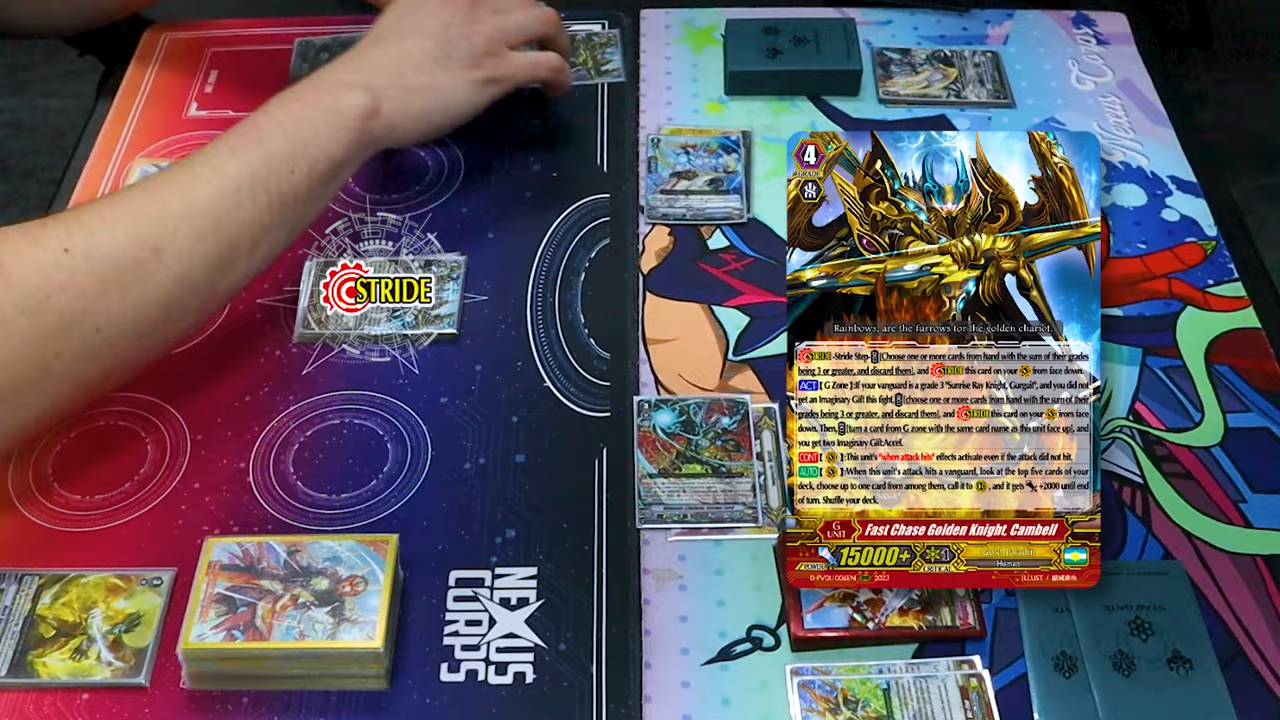 Nexus Corps
4
GRADE
STRIDE
Rainbows, are the furrows for the golden chariot.
STRIDE -Stride Step- [Choose one or more cards from hand with the sum of their grades
being 3 or greater, and discard them], and STRIDE this card on your from face down.
ACT [ G Zone ]:If your vanguard is a grade 3 "Sunrise Ray Knight, Gurguit", and you did not
get an Imaginary Gift this fight, [choose one or more cards from hand with the sum of their
grades being 3 or greater, and discard them], and STRIDE this card on your from face
down. Then, [turn a card from G zone with the same card name as this unit face up], and
you get two Imaginary Gift:Accel.
CONT [ ]:This unit's "when attack hits" effects activate even if the attack did not hit.
AUTO [ ]:When this unit's attack hits a vanguard, look at the top five cards of your
deck, choose up to one card from among them, call it to , and it gets +2000 until end
of turn. Shuffle your deck.
G
UNIT
Fast Chase Golden Knight, Cambell
POWER 15000+ 1 CRITICAL
Gold Paladin
Human
D-PV01/006EN 2023
ILLUST /
NEXUS
CORPS